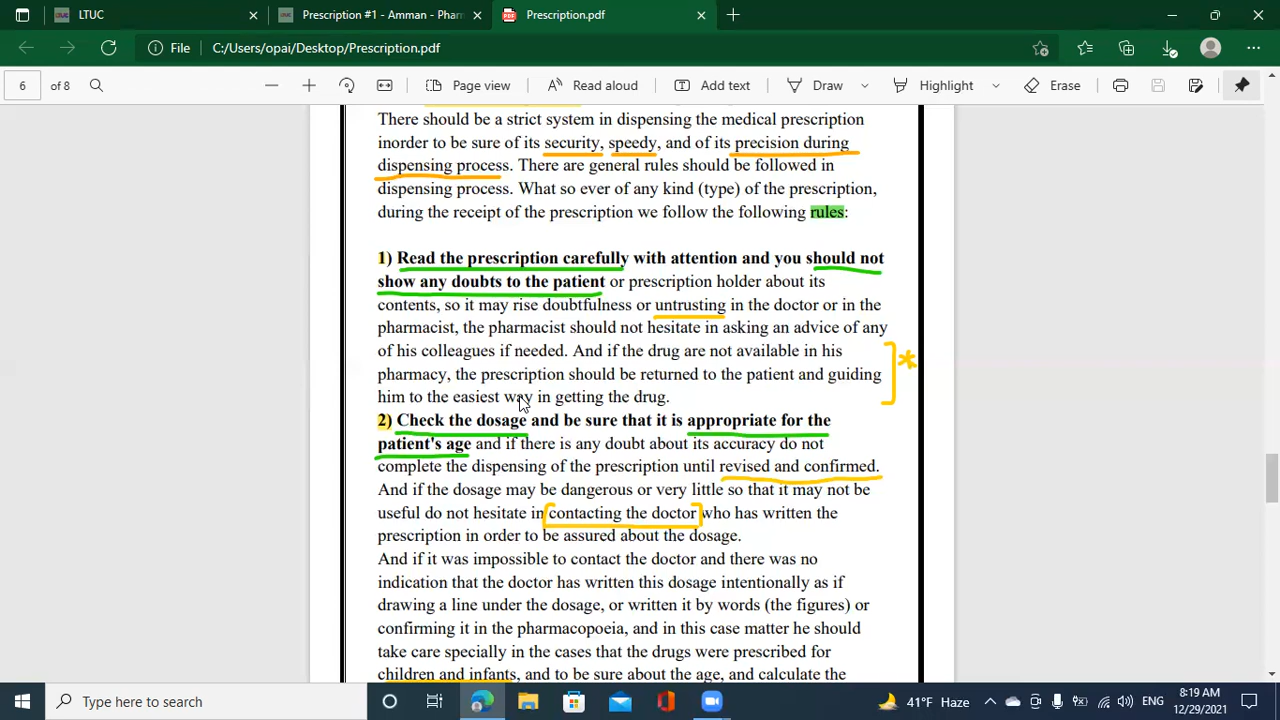 LTUC
Prescription #1 - Amman - Phar
Prescription.pdf
File
C:/Users/opai/Desktop/Prescription.pdf
6 of 8
Page view
Read aloud
Add text
Draw
Highlight
Erase
There should be a strict system in dispensing the medical prescription
inorder to be sure of its security, speedy, and of its precision during
dispensing process. There are general rules should be followed in
dispensing process. What so ever of any kind (type) of the prescription,
during the receipt of the prescription we follow the following rules:
1) Read the prescription carefully with attention and you should not
show any doubts to the patient or prescription holder about its
contents, so it may rise doubtfulness or untrusting in the doctor or in the
pharmacist, the pharmacist should not hesitate in asking an advice of any
of his colleagues if needed. And if the drug are not available in his
pharmacy, the prescription should be returned to the patient and guiding
him to the easiest way in getting the drug.
2) Check the dosage and be sure that it is appropriate for the
patient's age and if there is any doubt about its accuracy do not
complete the dispensing of the prescription until revised and confirmed.
And if the dosage may be dangerous or very little so that it may not be
useful do not hesitate in contacting the doctor who has written the
prescription in order to be assured about the dosage.
And if it was impossible to contact the doctor and there was no
indication that the doctor has written this dosage intentionally as if
drawing a line under the dosage, or written it by words (the figures) or
confirming it in the pharmacopoeia, and in this case matter he should
take care specially in the cases that the drugs were prescribed for
children and infants, and to be sure about the age, and calculate the
Type here to search
41°F Haze
ENG
8:19 AM
12/29/2021